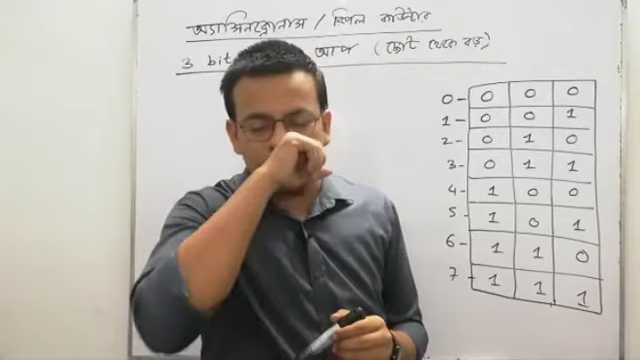 অ্যাসিনক্রোনাস / রিপল কাউন্টার
3 bit আপ (ছোট থেকে বড়)
0 - 0 0 0
1 - 0 0 1
2 - 0 1 0
3 - 0 1 1
4 - 1 0 0
5 - 1 0 1
6 - 1 1 0
7 - 1 1 1